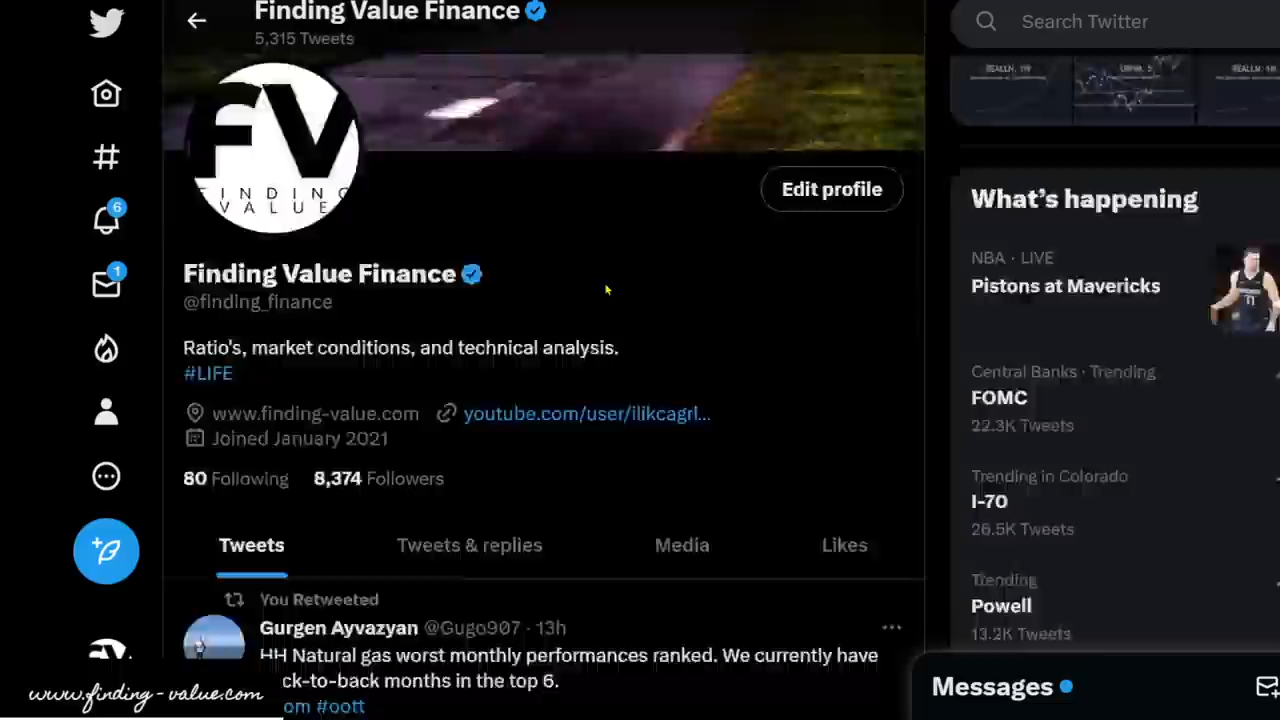 Finding Value Finance
5,315 Tweets
Search Twitter
FV
FINDING
VALUE
Edit profile
6
1
Finding Value Finance
@finding_finance
Ratio's, market conditions, and technical analysis.
#LIFE
www.finding-value.com youtube.com/user/ilikcagrl...
Joined January 2021
80 Following 8,374 Followers
Tweets Tweets & replies Media Likes
You Retweeted
Gurgen Ayvazyan @Gugo907 · 13h
HH Natural gas worst monthly performances ranked. We currently have
ck-to-back months in the top 6.
om #oott
www.finding-value.com
What's happening
NBA · LIVE
Pistons at Mavericks
Central Banks · Trending
FOMC
22.3K Tweets
Trending in Colorado
I-70
26.5K Tweets
Trending
Powell
13.2K Tweets
Messages